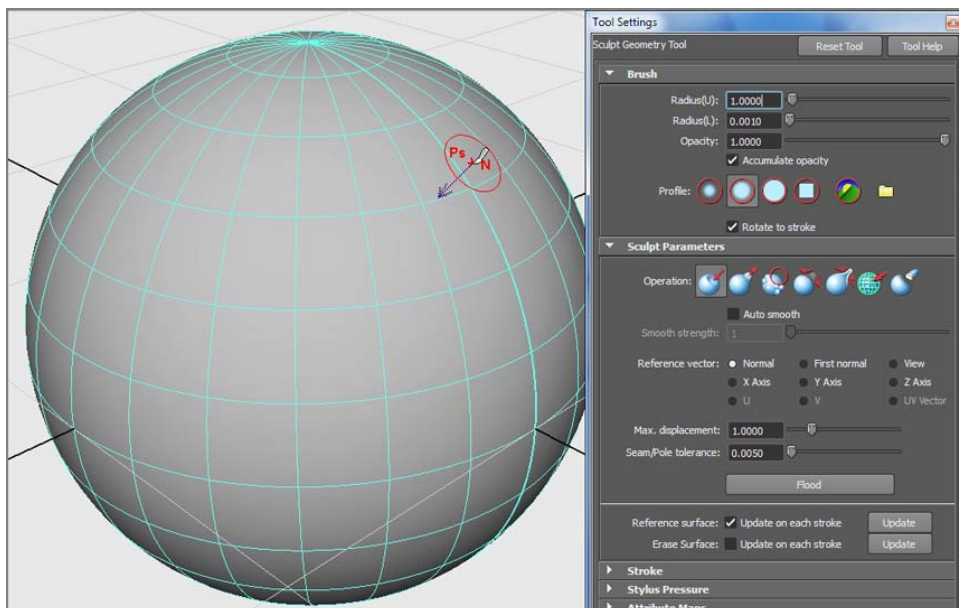 Tool Settings
Sculpt Geometry Tool Reset Tool Tool Help
Brush
Radius(U): 1.0000
Radius(L): 0.0010
Opacity: 1.0000
Accumulate opacity
Profile:
Rotate to stroke
Sculpt Parameters
Operation:
Auto smooth
Smooth strength: 1
Reference vector: Normal First normal View
X Axis Y Axis Z Axis
U V UV Vector
Max. displacement: 1.0000
Seam/Pole tolerance: 0.0050
Flood
Reference surface: Update on each stroke Update
Erase Surface: Update on each stroke Update
Stroke
Stylus Pressure
Attribute Maps
Ps N